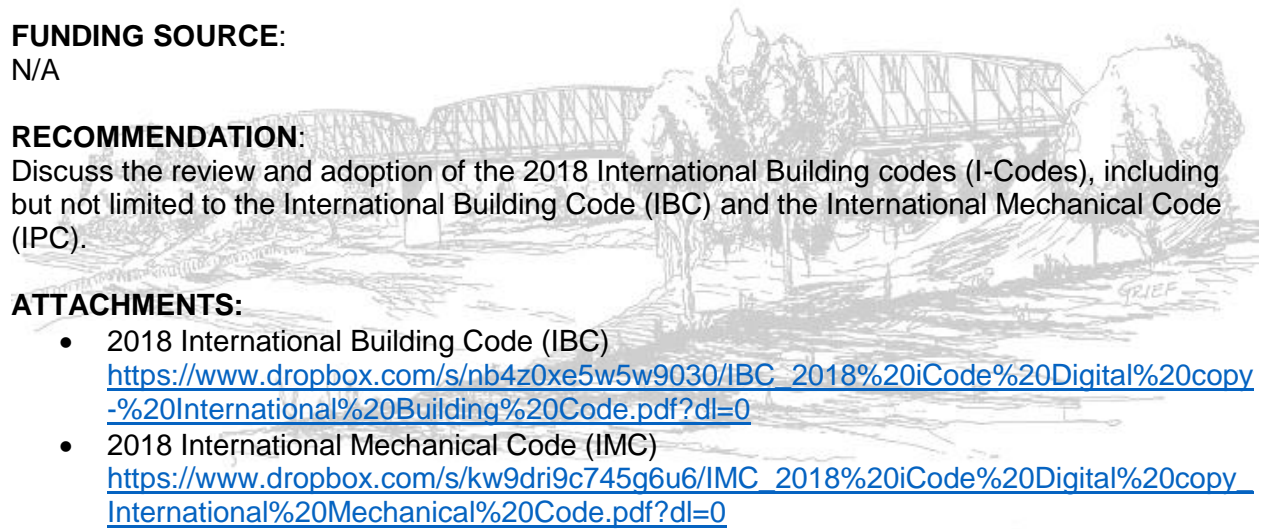 FUNDING SOURCE:
N/A
RECOMMENDATION:
Discuss the review and adoption of the 2018 International Building codes (I-Codes), including
but not limited to the International Building Code (IBC) and the International Mechanical Code
(IPC).
GRIEF
ATTACHMENTS:
• 2018 International Building Code (IBC)
https://www.dropbox.com/s/nb4z0xe5w5w9030/IBC_2018%20iCode%20Digital%20copy
-%20International%20Building%20Code.pdf?dl=0
• 2018 International Mechanical Code (IMC)
https://www.dropbox.com/s/kw9dri9c745g6u6/IMC_2018%20iCode%20Digital%20copy_
International%20Mechanical%20Code.pdf?dl=0